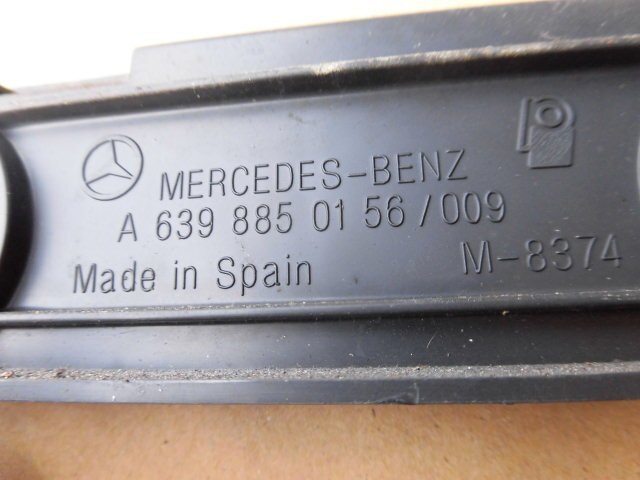 MERCEDES-BENZ
A 639 885 01 56/009
Made in Spain M-8374